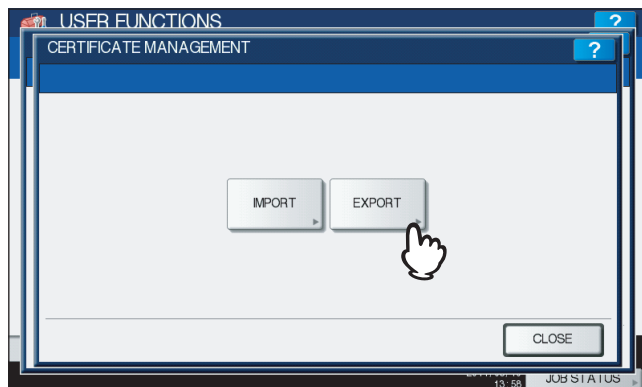 USER FUNCTIONS
?
CERTIFICATE MANAGEMENT
?
IMPORT
EXPORT
CLOSE
13:58
JOB STATUS